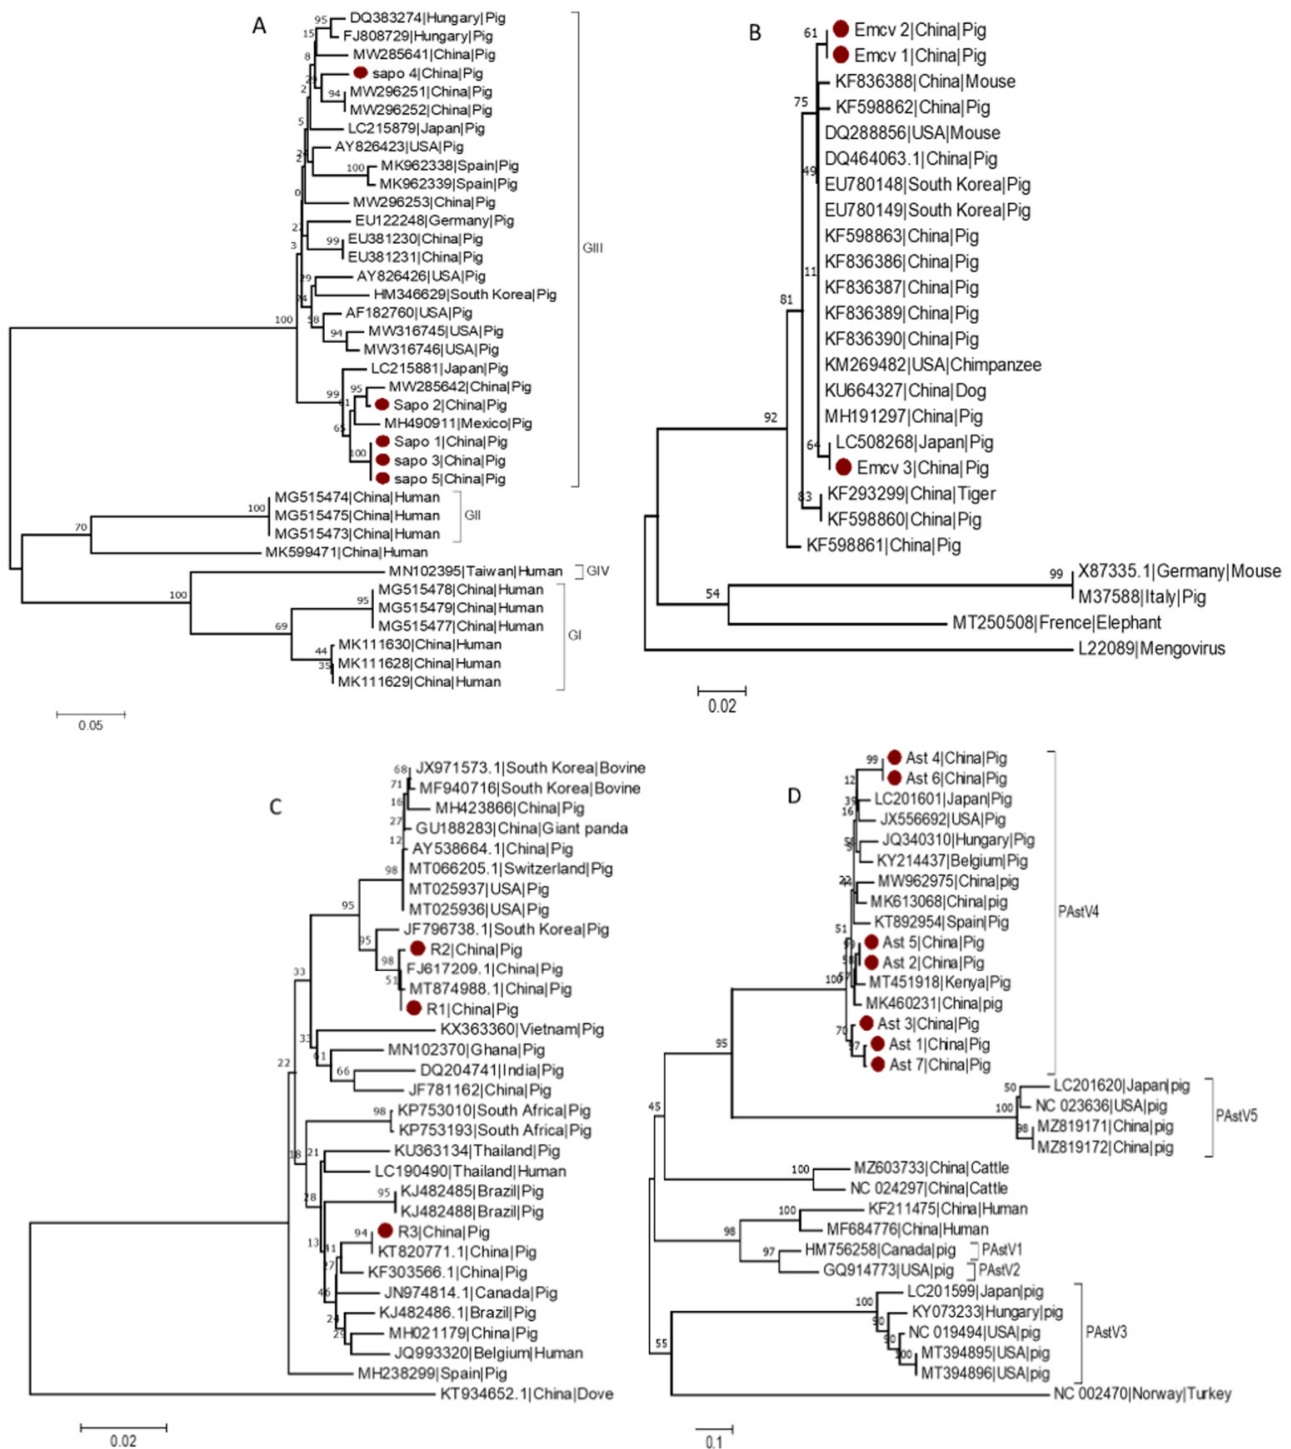 A
95
DQ383274|Hungary|Pig
15
FJ808729|Hungary|Pig
8
MW285641|China|Pig
sapo 4|China|Pig
2
94
MW296251|China|Pig
MW296252|China|Pig
5
LC215879|Japan|Pig
AY826423|USA|Pig
2
100
MK962338|Spain|Pig
MK962339|Spain|Pig
0
MW296253|China|Pig
EU122248|Germany|Pig
3
99
EU381230|China|Pig
GIII
EU381231|China|Pig
AY826426|USA|Pig
HM346629|South Korea|Pig
AF182760|USA|Pig
100
58
94
MW316745|USA|Pig
MW316746|USA|Pig
LC215881|Japan|Pig
99
95
MW285642|China|Pig
Sapo 2|China|Pig
MH490911|Mexico|Pig
65
Sapo 1|China|Pig
100
sapo 3|China|Pig
sapo 5|China|Pig
MG515474|China|Human
100
MG515475|China|Human
GII
70
MG515473|China|Human
MK599471|China|Human
MN102395|Taiwan|Human
GIV
100
MG515478|China|Human
95
MG515479|China|Human
69
MG515477|China|Human
GI
44
MK111630|China|Human
35
MK111628|China|Human
MK111629|China|Human
0.05
B
61
Emcv 2|China|Pig
Emcv 1|China|Pig
KF836388|China|Mouse
75
KF598862|China|Pig
DQ288856|USA|Mouse
DQ464063.1|China|Pig
49
EU780148|South Korea|Pig
EU780149|South Korea|Pig
KF598863|China|Pig
11
KF836386|China|Pig
KF836387|China|Pig
81
KF836389|China|Pig
KF836390|China|Pig
KM269482|USA|Chimpanzee
KU664327|China|Dog
92
MH191297|China|Pig
64
LC508268|Japan|Pig
Emcv 3|China|Pig
83
KF293299|China|Tiger
KF598860|China|Pig
KF598861|China|Pig
99
X87335.1|Germany|Mouse
54
M37588|Italy|Pig
MT250508|Frence|Elephant
L22089|Mengovirus
0.02
C
68
JX971573.1|South Korea|Bovine
71
MF940716|South Korea|Bovine
16
MH423866|China|Pig
27
GU188283|China|Giant panda
12
AY538664.1|China|Pig
98
MT066205.1|Switzerland|Pig
MT025937|USA|Pig
95
MT025936|USA|Pig
JF796738.1|South Korea|Pig
95
R2|China|Pig
98
FJ617209.1|China|Pig
33
51
MT874988.1|China|Pig
R1|China|Pig
KX363360|Vietnam|Pig
33
61
MN102370|Ghana|Pig
22
66
DQ204741|India|Pig
JF781162|China|Pig
98
KP753010|South Africa|Pig
KP753193|South Africa|Pig
18
21
KU363134|Thailand|Pig
LC190490|Thailand|Human
28
95
KJ482485|Brazil|Pig
KJ482488|Brazil|Pig
13
94
R3|China|Pig
41
KT820771.1|China|Pig
KF303566.1|China|Pig
JN974814.1|Canada|Pig
KJ482486.1|Brazil|Pig
29
MH021179|China|Pig
JQ993320|Belgium|Human
MH238299|Spain|Pig
KT934652.1|China|Dove
0.02
D
99
Ast 4|China|Pig
12
Ast 6|China|Pig
LC201601|Japan|Pig
16
JX556692|USA|Pig
JQ340310|Hungary|Pig
KY214437|Belgium|Pig
MW962975|China|pig
MK613068|China|pig
PAstV4
KT892954|Spain|Pig
51
Ast 5|China|Pig
Ast 2|China|Pig
100
MT451918|Kenya|Pig
MK460231|China|pig
Ast 3|China|Pig
Ast 1|China|Pig
95
Ast 7|China|Pig
50
LC201620|Japan|pig
100
NC 023636|USA|pig
PAstV5
45
98
MZ819171|China|pig
MZ819172|China|pig
100
MZ603733|China|Cattle
NC 024297|China|Cattle
100
KF211475|China|Human
98
MF684776|China|Human
97
HM756258|Canada|pig
PAstV1
GQ914773|USA|pig
PAstV2
100
LC201599|Japan|pig
90
KY073233|Hungary|pig
55
90
NC 019494|USA|pig
PAstV3
100
MT394895|USA|pig
MT394896|USA|pig
NC 002470|Norway|Turkey
0.1